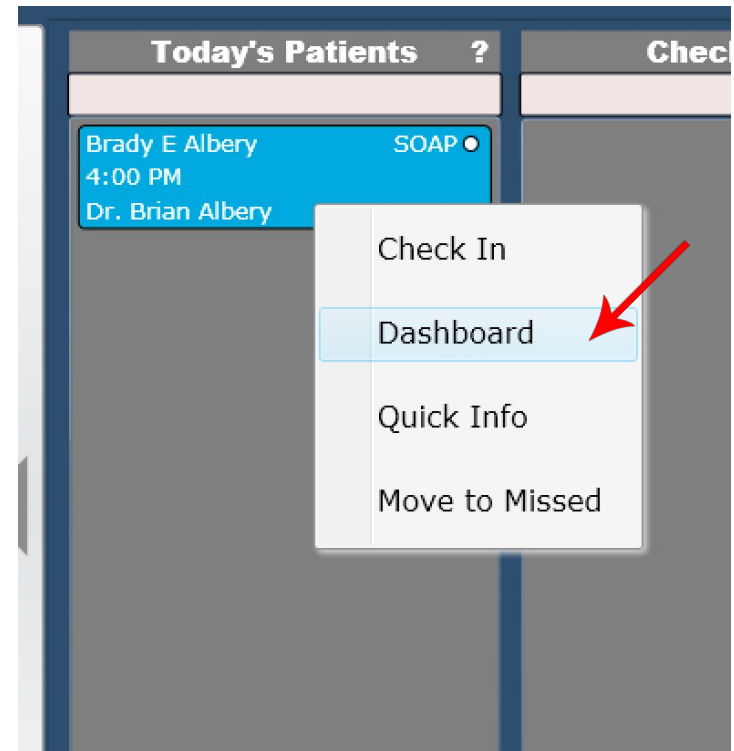 Today's Patients ?
Brady E Albery SOAP
4:00 PM
Dr. Brian Albery
Check In
Dashboard
Quick Info
Move to Missed